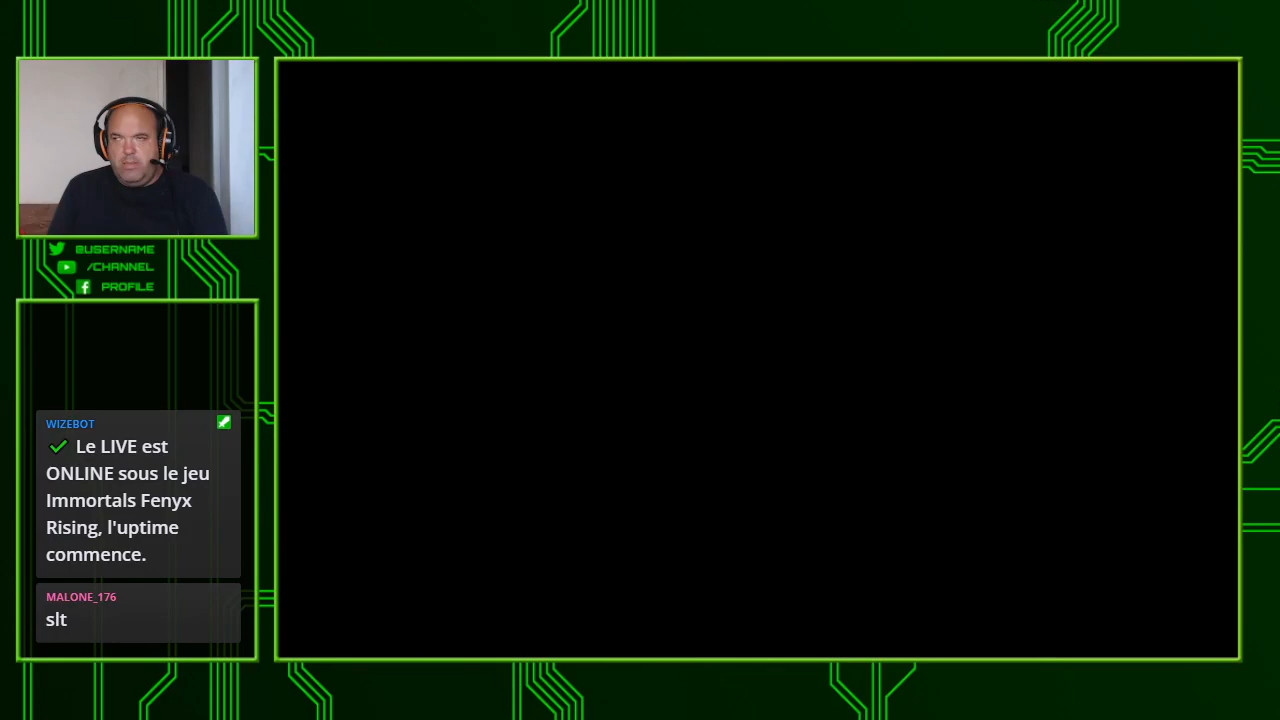 @USERNAME
/CHANNEL
PROFILE
WIZEBOT
Le LIVE est
ONLINE sous le jeu
Immortals Fenyx
Rising, l'uptime
commence.
MALONE_176
slt